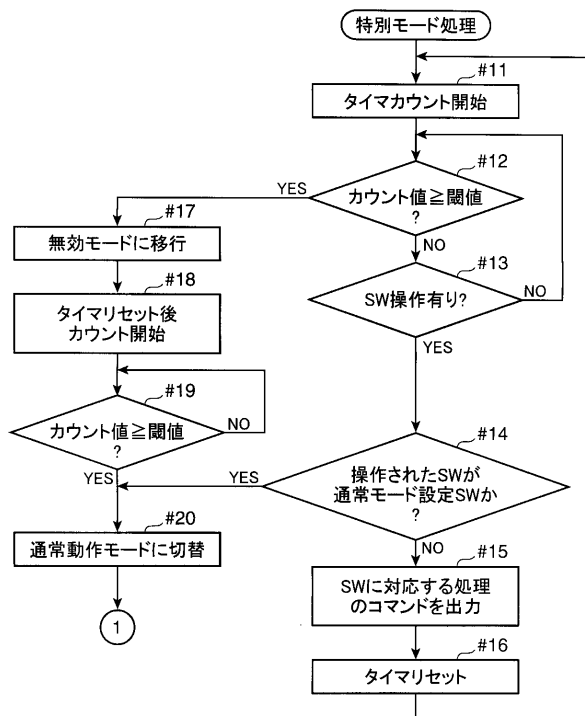 特別モード処理
#11
タイマカウント開始
#12
カウント値≧閾値
?
YES
NO
#13
SW操作有り?
NO
YES
#14
操作されたSWが
通常モード設定SWか
?
YES
NO
#15
SWに対応する処理
のコマンドを出力
#16
タイマリセット
#17
無効モードに移行
#18
タイマリセット後
カウント開始
#19
カウント値≧閾値
?
NO
YES
#20
通常動作モードに切替
1